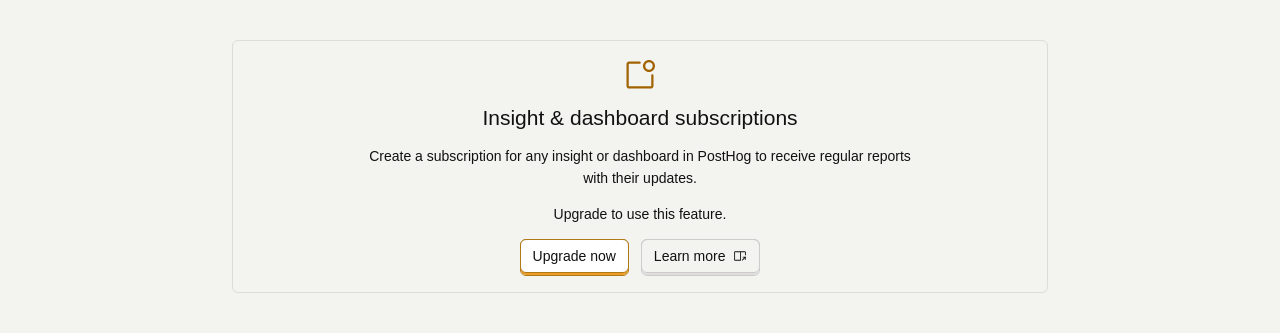 Insight & dashboard subscriptions
Create a subscription for any insight or dashboard in PostHog to receive regular reports
with their updates.
Upgrade to use this feature.
Upgrade now
Learn more